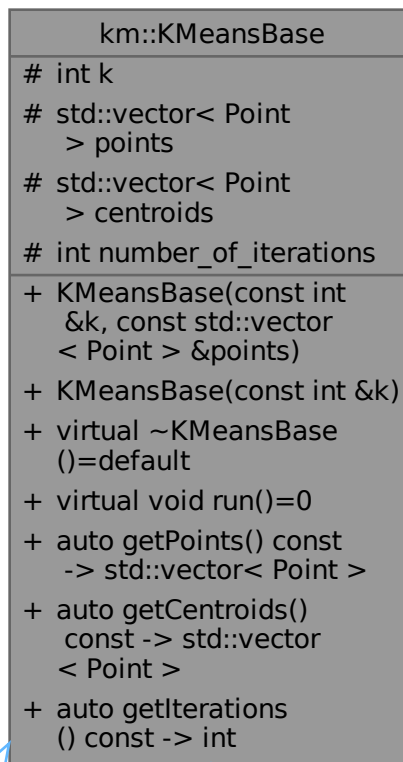 km::KMeansBase
# int k
# std::vector< Point
> points
# std::vector< Point
> centroids
# int number_of_iterations
+ KMeansBase(const int
&k, const std::vector
< Point > &points)
+ KMeansBase(const int &k)
+ virtual ~KMeansBase
()=default
+ virtual void run()=0
+ auto getPoints() const
-> std::vector< Point >
+ auto getCentroids()
const -> std::vector
< Point >
+ auto getIterations
() const -> int